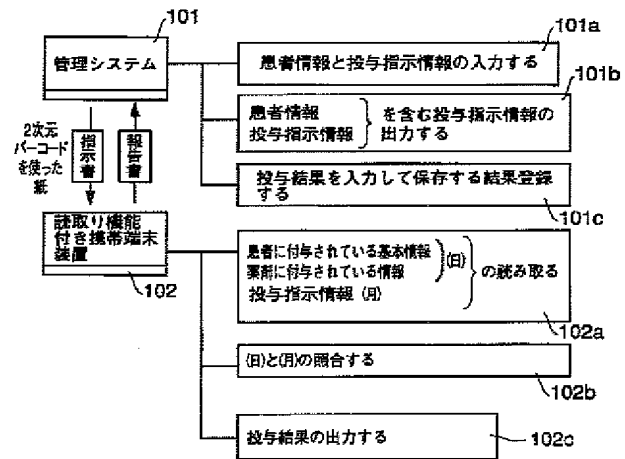 101
管理システム
101a
患者情報と投与指示情報の入力する
101b
患者情報
投与指示情報
を含む投与指示情報の
出力する
2次元
バーコード
を使った
紙
指示書
報告書
投与結果を入力して保存する結果登録
する
101c
読取り機能
付き携帯端末
装置
102
患者に付与されている基本情報
薬剤に付与されている情報
(日)
投与指示情報 (月)
の読み取る
102a
(日)と(月)の照合する
102b
投与結果の出力する
102c